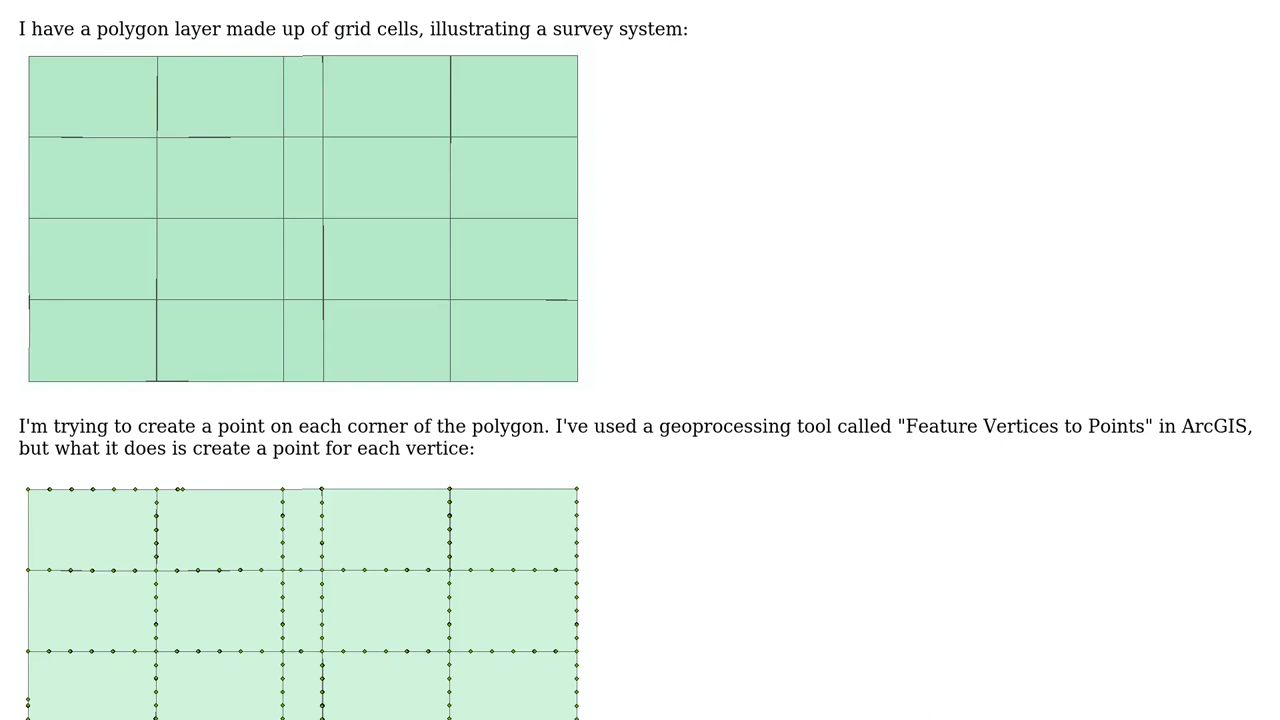 I have a polygon layer made up of grid cells, illustrating a survey system:
I'm trying to create a point on each corner of the polygon. I've used a geoprocessing tool called "Feature Vertices to Points" in ArcGIS,
but what it does is create a point for each vertice: